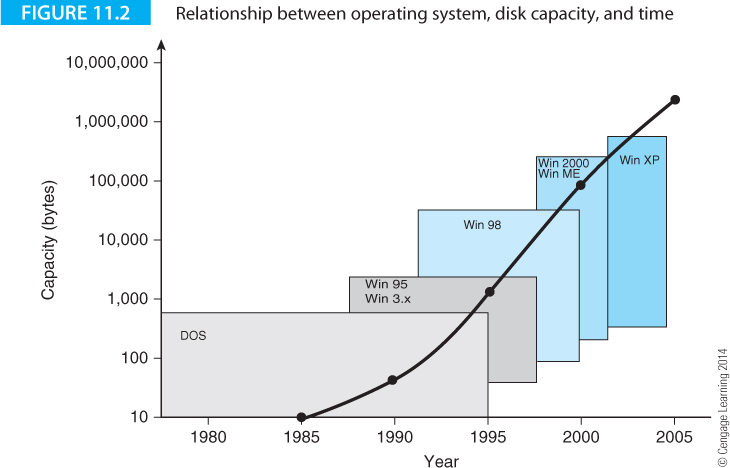 FIGURE 11.2 Relationship between operating system, disk capacity, and time
10,000,000
1,000,000
100,000
10,000
1,000
100
10
Capacity (bytes)
Win 2000
Win ME
Win XP
Win 98
Win 95
Win 3.x
DOS
1980 1985 1990 1995 2000 2005
Year
© Cengage Learning 2014